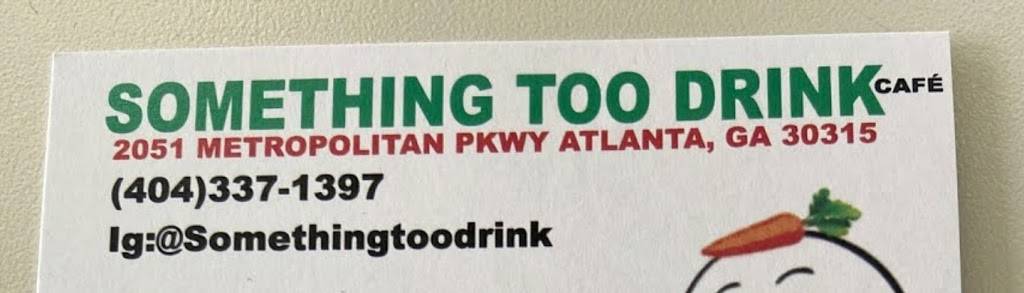 SOMETHING TOO DRINK CAFÉ
2051 METROPOLITAN PKWY ATLANTA, GA 30315
(404)337-1397
Ig:@Somethingtoodrink